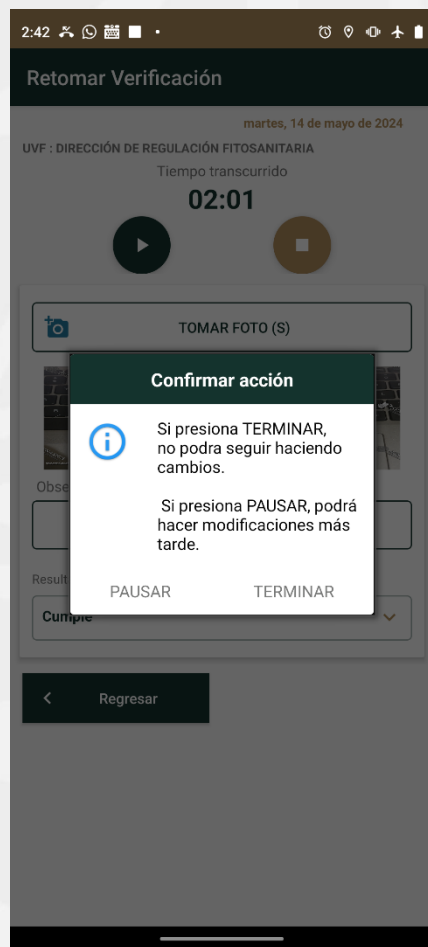 2:42
Retomar Verificación
martes, 14 de mayo de 2024
UVF : DIRECCIÓN DE REGULACIÓN FITOSANITARIA
Tiempo transcurrido
02:01
TOMAR FOTO (S)
Confirmar acción
Si presiona TERMINAR,
no podra seguir haciendo
cambios.
Si presiona PAUSAR, podrá
hacer modificaciones más
tarde.
PAUSAR TERMINAR
Cumple
Regresar